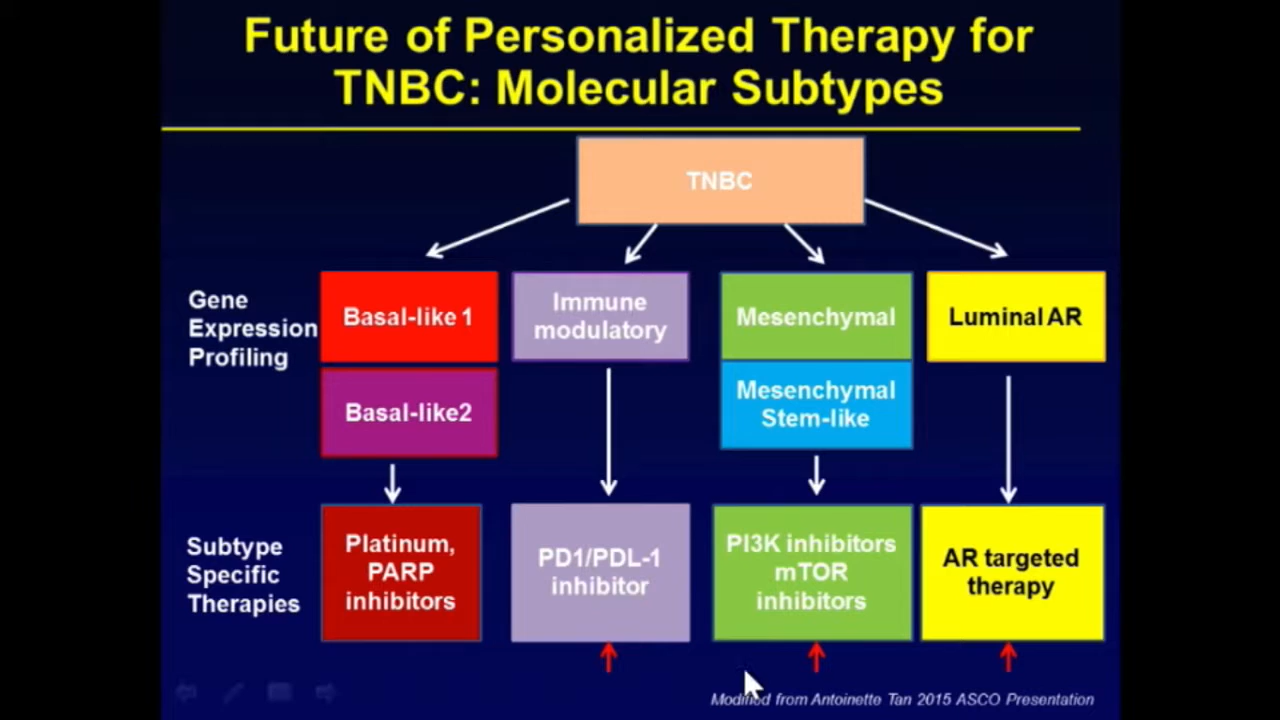 Future of Personalized Therapy for
TNBC: Molecular Subtypes
TNBC
Gene
Expression
Profiling
Basal-like 1
Immune
modulatory
Mesenchymal
Luminal AR
Basal-like2
Mesenchymal
Stem-like
Subtype
Specific
Therapies
Platinum,
PARP
inhibitors
PD1/PDL-1
inhibitor
PI3K inhibitors
mTOR
inhibitors
AR targeted
therapy
Modified from Antoinette Tan 2015 ASCO Presentation